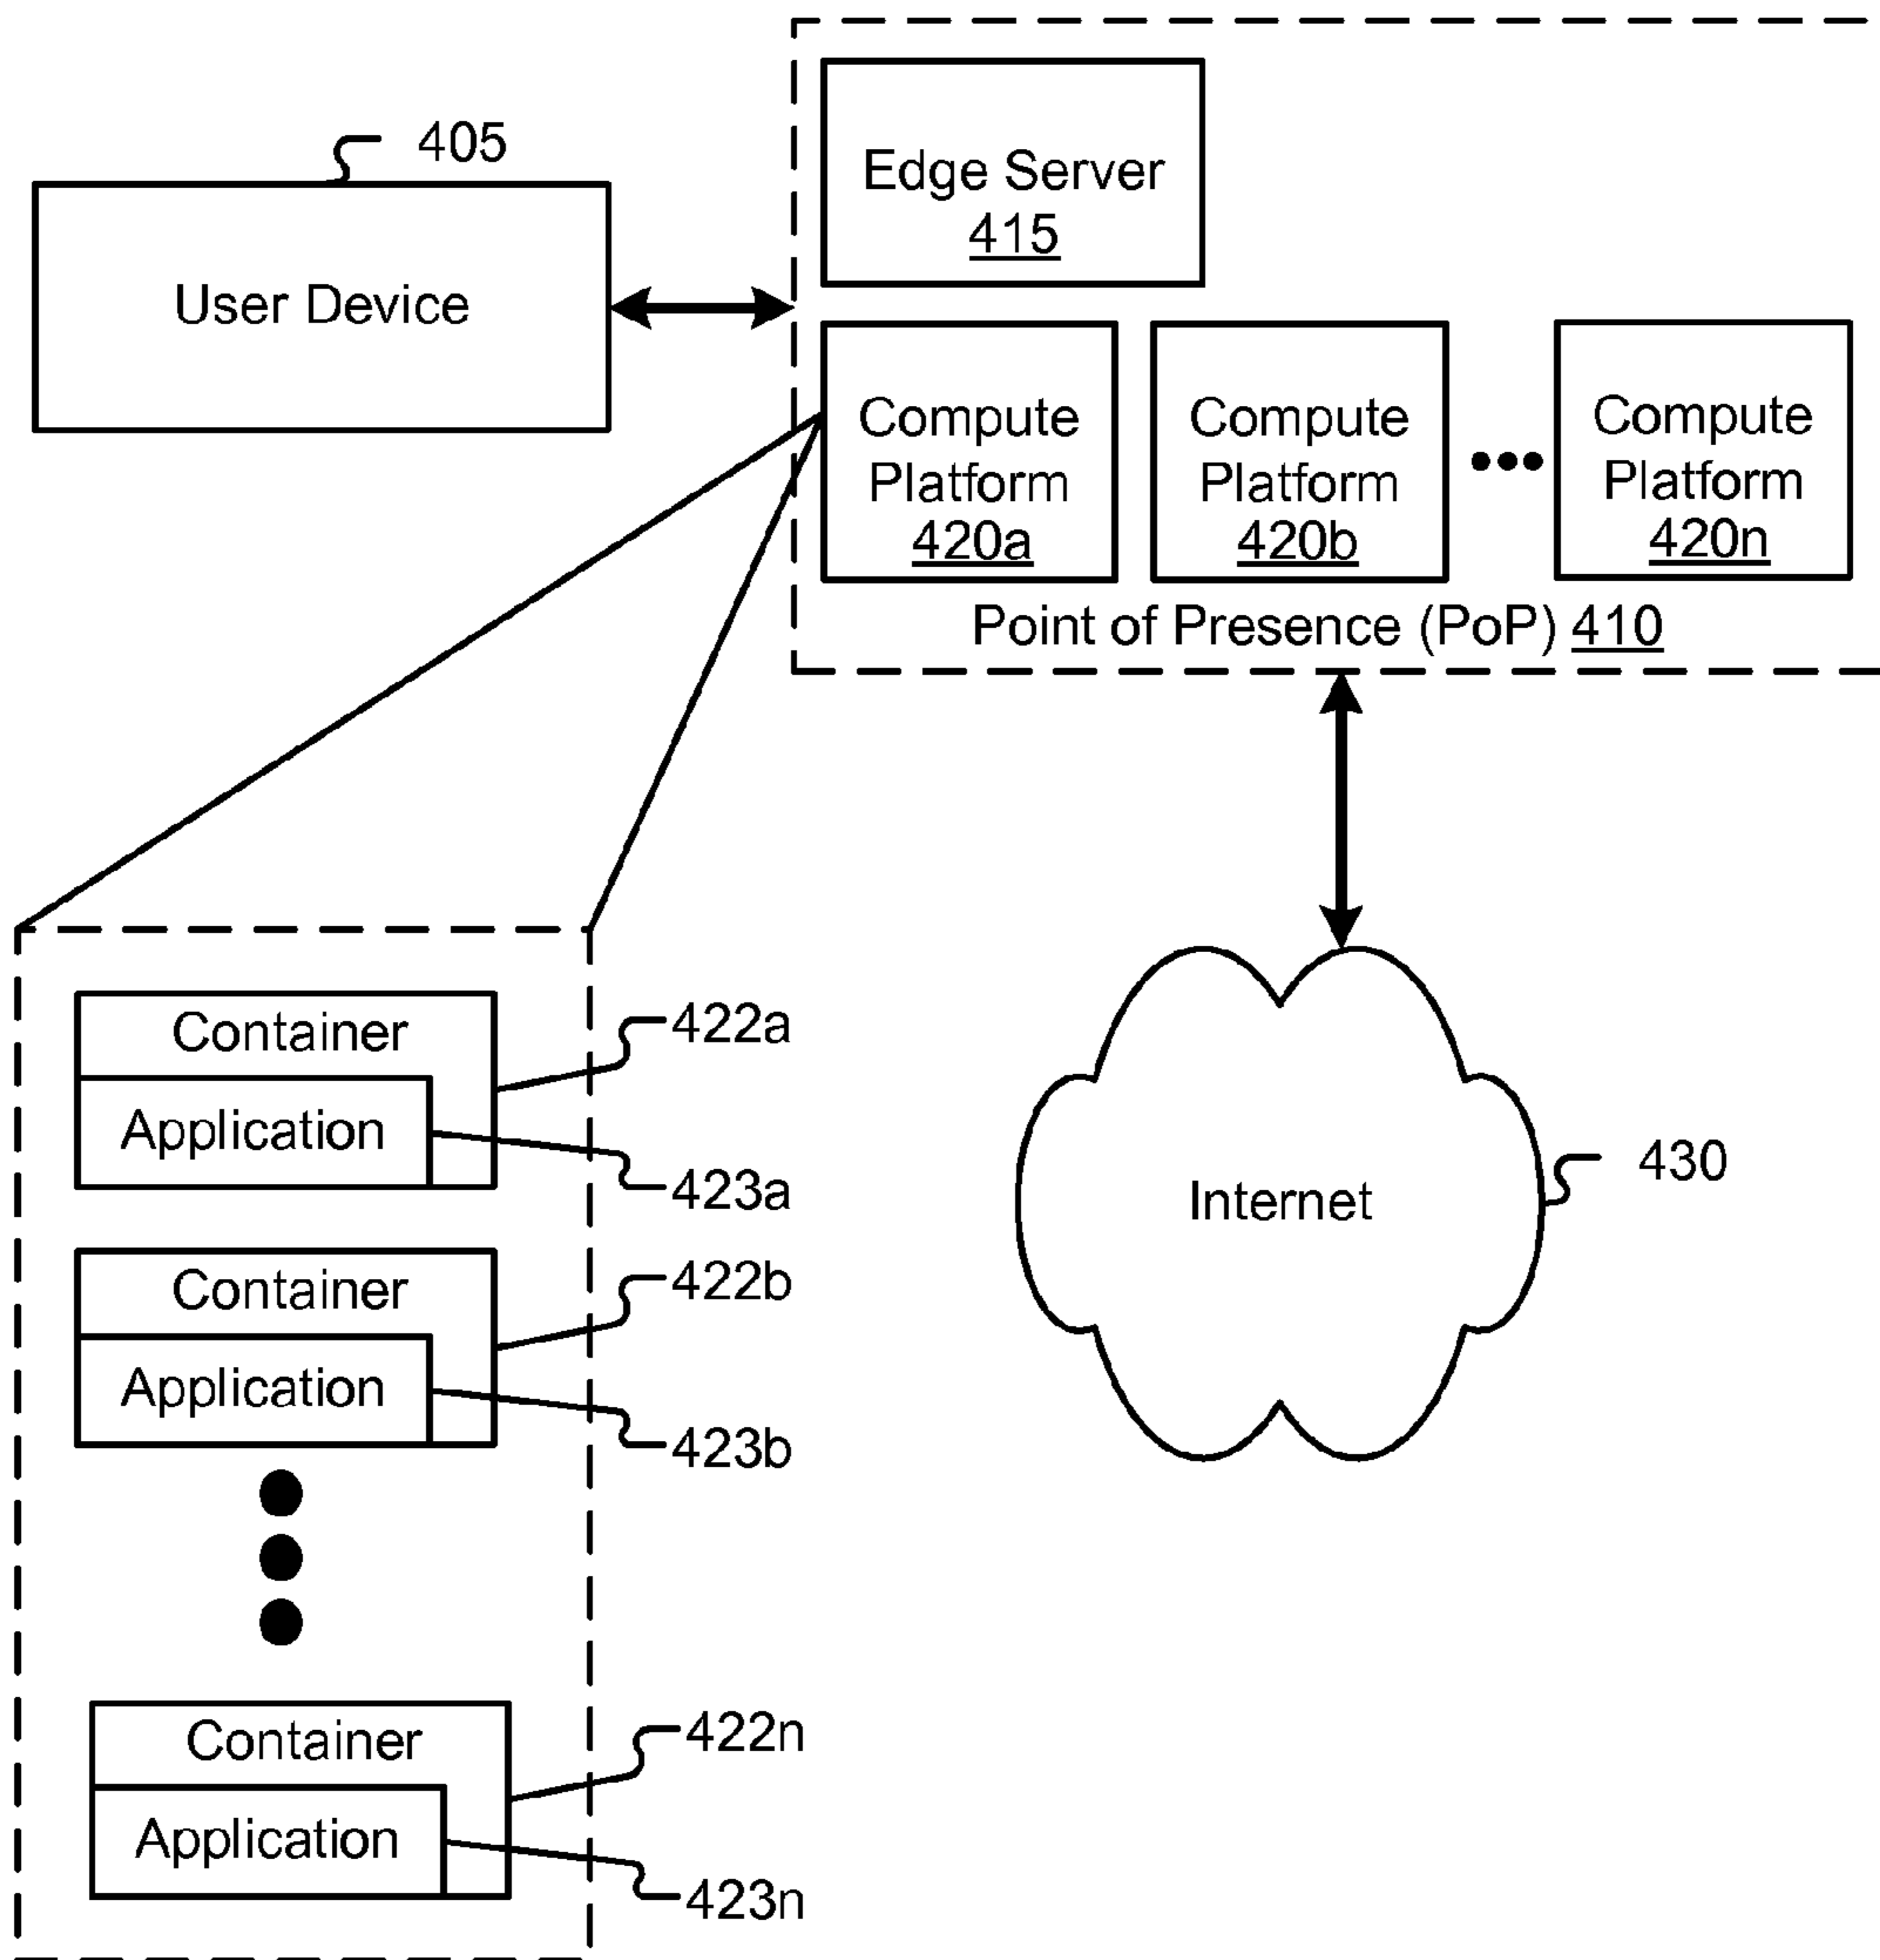 405
User Device
Edge Server
415
Compute
Platform
420a
Compute
Platform
420b
Compute
Platform
420n
Point of Presence (PoP) 410
Container
Application
422a
423a
Container
Application
422b
423b
Container
Application
422n
423n
Internet
430